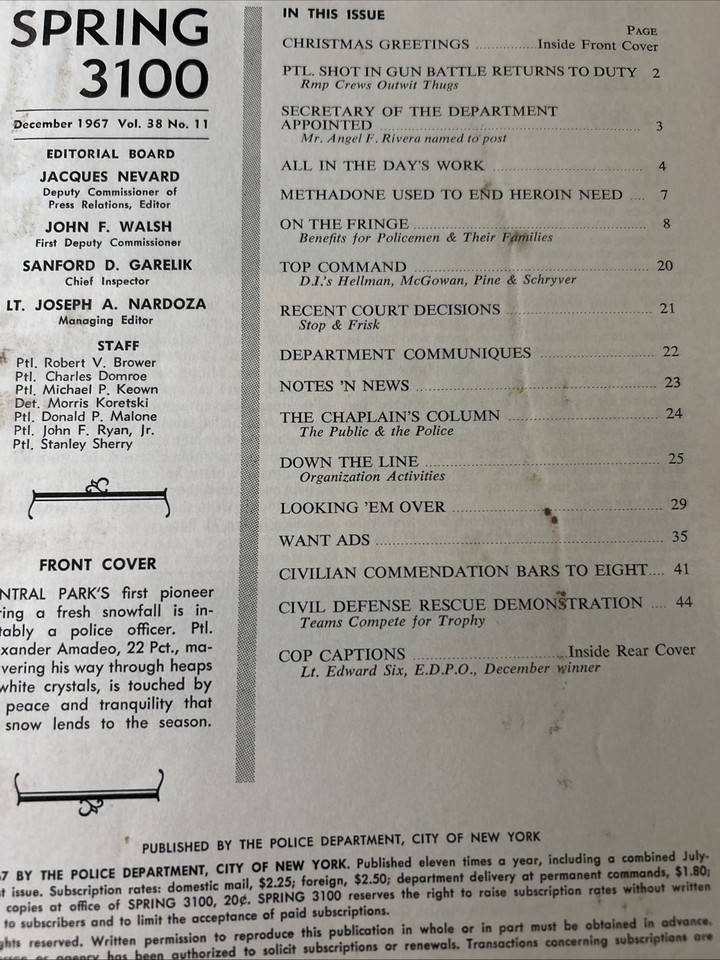 SPRING
3100
December 1967 Vol. 38 No. 11
EDITORIAL BOARD
JACQUES NEVARD
Deputy Commissioner of
Press Relations, Editor
JOHN F. WALSH
First Deputy Commissioner
SANFORD D. GARELIK
Chief Inspector
LT. JOSEPH A. NARDOZA
Managing Editor
STAFF
Ptl. Robert V. Brower
Ptl. Charles Domroe
Ptl. Michael P. Keown
Det. Morris Koretski
Ptl. Donald P. Malone
Ptl. John F. Ryan, Jr.
Ptl. Stanley Sherry
FRONT COVER
NTRAL PARK'S first pioneer
ring a fresh snowfall is in-
tably a police officer. Ptl.
xander Amadeo, 22 Pct., ma-
vering his way through heaps
white crystals, is touched by
peace and tranquility that
snow lends to the season.
IN THIS ISSUE
PAGE
CHRISTMAS GREETINGS ............... Inside Front Cover
PTL. SHOT IN GUN BATTLE RETURNS TO DUTY 2
Rmp Crews Outwit Thugs
SECRETARY OF THE DEPARTMENT
APPOINTED ............... 3
Mr. Angel F. Rivera named to post
ALL IN THE DAY'S WORK ............... 4
METHADONE USED TO END HEROIN NEED .... 7
ON THE FRINGE ............... 8
Benefits for Policemen & Their Families
TOP COMMAND ............... 20
D.I.'s Hellman, McGowan, Pine & Schryver
RECENT COURT DECISIONS ............... 21
Stop & Frisk
DEPARTMENT COMMUNIQUES ............... 22
NOTES 'N NEWS ............... 23
THE CHAPLAIN'S COLUMN ............... 24
The Public & the Police
DOWN THE LINE ............... 25
Organization Activities
LOOKING 'EM OVER ............... 29
WANT ADS ............... 35
CIVILIAN COMMENDATION BARS TO EIGHT.... 41
CIVIL DEFENSE RESCUE DEMONSTRATION .... 44
Teams Compete for Trophy
COP CAPTIONS ............... Inside Rear Cover
Lt. Edward Six, E.D.P.O., December winner
PUBLISHED BY THE POLICE DEPARTMENT, CITY OF NEW YORK
7 BY THE POLICE DEPARTMENT, CITY OF NEW YORK. Published eleven times a year, including a combined July-
t issue. Subscription rates: domestic mail, $2.25; foreign, $2.50; department delivery at permanent commands, $1.80;
copies at office of SPRING 3100, 20¢. SPRING 3100 reserves the right to raise subscription rates without written
to subscribers and to limit the acceptance of paid subscriptions.
ghts reserved. Written permission to reproduce this publication in whole or in part must be obtained in advance.
or agency has been authorized to solicit subscriptions or renewals. Transactions concerning subscriptions are